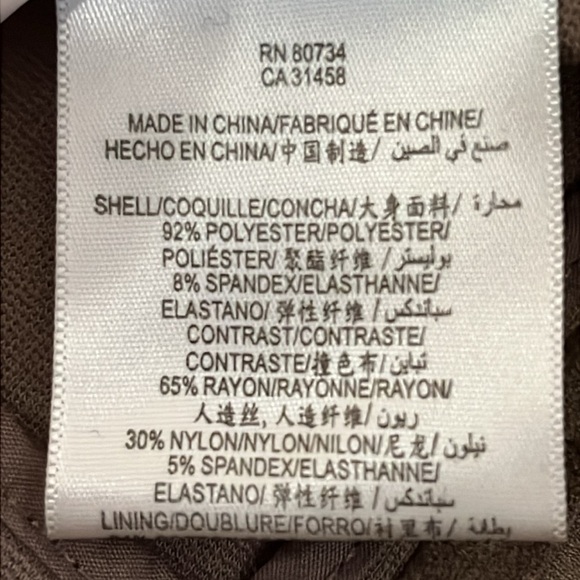 RN 80734
CA 31458
MADE IN CHINA/FABRIQUÉ EN CHINE/
HECHO EN CHINA/中国制造/ صنع في الصين
SHELL/COQUILLE/CONCHA/大身面料/ محارة
92% POLYESTER/POLYESTER/
POLIÉSTER/ 聚酯纤维 /بوليستر
8% SPANDEX/ELASTHANNE/
ELASTANO/ 弹性纤维 /سباندكس
CONTRAST/CONTRASTE/
CONTRASTE/撞色布/ تباين
65% RAYON/RAYONNE/RAYON/
人造丝, 人造纤维/ ريون
30% NYLON/NYLON/NILON/尼龙/ نيلون
5% SPANDEX/ELASTHANNE/
ELASTANO/ 弹性纤维 /سباندكس
LINING/DOUBLURE/FORRO/衬里布/ بطانة